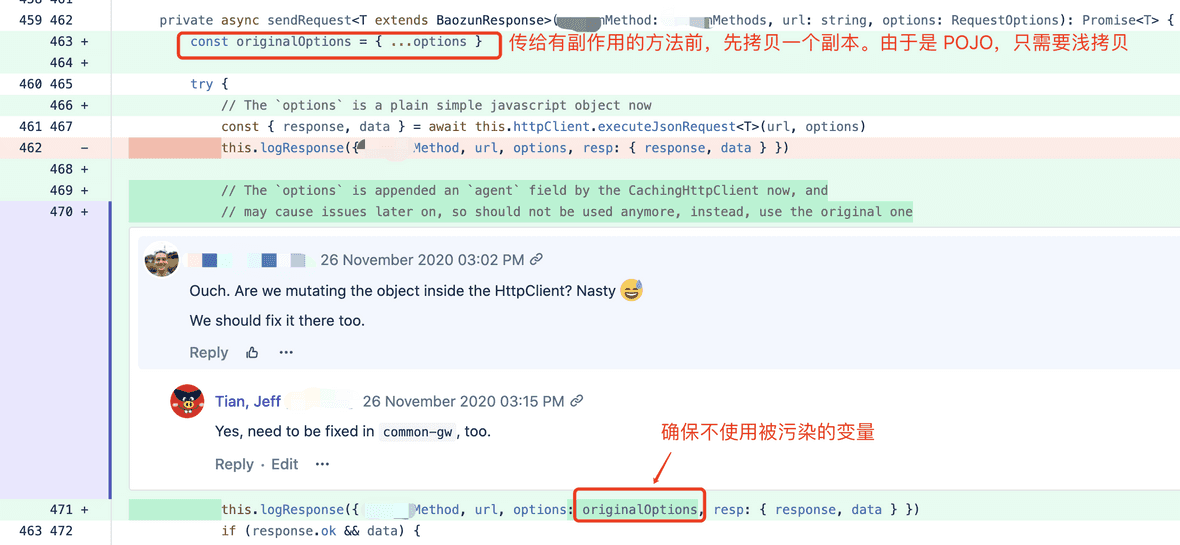 458 461
459 462 private async sendRequest<T extends BaozunResponse>( Method: Methods, url: string, options: RequestOptions): Promise<T> {
463 + const originalOptions = { ...options } 传给有副作用的方法前，先拷贝一个副本。由于是 POJO，只需要浅拷贝
464 +
460 465 try {
466 + // The `options` is a plain simple javascript object now
461 467 const { response, data } = await this.httpClient.executeJsonRequest<T>(url, options)
462 - this.logResponse({ Method, url, options, resp: { response, data } })
468 +
469 + // The `options` is appended an `agent` field by the CachingHttpClient now, and
470 + // may cause issues later on, so should not be used anymore, instead, use the original one
26 November 2020 03:02 PM
Ouch. Are we mutating the object inside the HttpClient? Nasty 😅
We should fix it there too.
Reply ···
Tian, Jeff 26 November 2020 03:15 PM
Yes, need to be fixed in common-gw, too.
确保不使用被污染的变量
Reply · Edit ···
471 + this.logResponse({ Method, url, options: originalOptions, resp: { response, data } })
463 472 if (response.ok && data) {